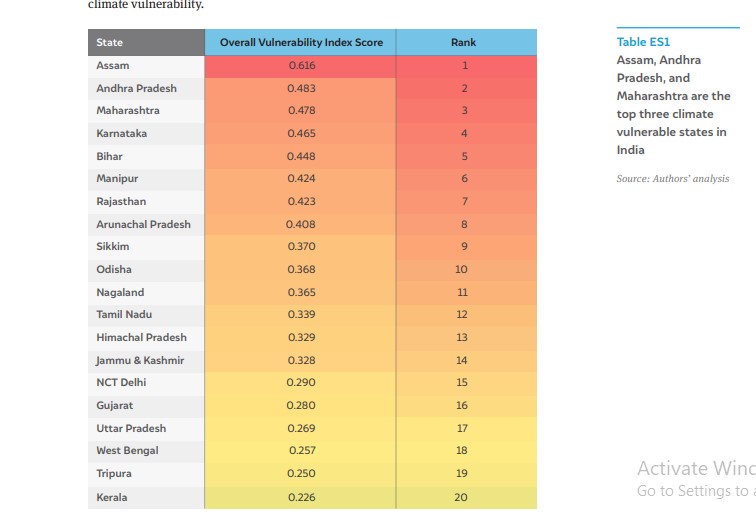 climate vulnerability.
State Overall Vulnerability Index Score Rank
Assam 0.616 1
Andhra Pradesh 0.483 2
Maharashtra 0.478 3
Karnataka 0.465 4
Bihar 0.448 5
Manipur 0.424 6
Rajasthan 0.423 7
Arunachal Pradesh 0.408 8
Sikkim 0.370 9
Odisha 0.368 10
Nagaland 0.365 11
Tamil Nadu 0.339 12
Himachal Pradesh 0.329 13
Jammu & Kashmir 0.328 14
NCT Delhi 0.290 15
Gujarat 0.280 16
Uttar Pradesh 0.269 17
West Bengal 0.257 18
Tripura 0.250 19
Kerala 0.226 20
Table ES1
Assam, Andhra
Pradesh, and
Maharashtra are the
top three climate
vulnerable states in
India
Source: Authors' analysis
Activate Winc
Go to Settings to a